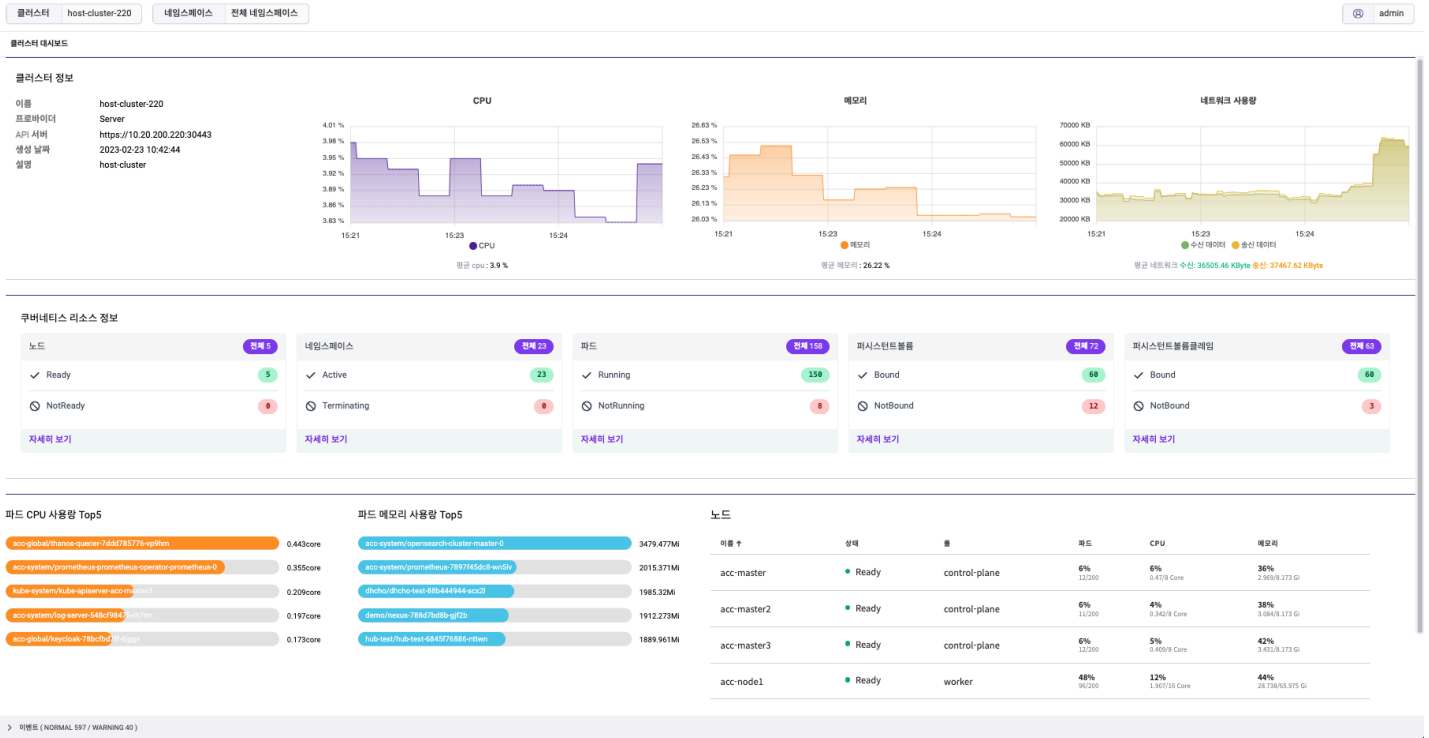 클러스터 host-cluster-220 네임스페이스 전체 네임스페이스 admin
클러스터 대시보드
클러스터 정보
이름 host-cluster-220
프로바이더 Server
API 서버 https://10.20.200.220:30443
생성 날짜 2023-02-23 10:42:44
설명 host-cluster
CPU
4.01 %
3.98 %
3.95 %
3.92 %
3.89 %
3.86 %
3.83 %
15:21 15:23 15:24
CPU
평균 cpu : 3.9 %
메모리
26.63 %
26.53 %
26.43 %
26.33 %
26.23 %
26.13 %
26.03 %
15:21 15:23 15:24
메모리
평균 메모리 : 26.22 %
네트워크 사용량
70000 KB
60000 KB
50000 KB
40000 KB
30000 KB
20000 KB
15:21 15:23 15:24
수신 데이터 송신 데이터
평균 네트워크 수신: 36505.46 KByte 송신: 37467.62 KByte
쿠버네티스 리소스 정보
노드 전체 5
Ready 5
NotReady 0
자세히 보기
네임스페이스 전체 23
Active 23
Terminating 0
자세히 보기
파드 전체 158
Running 150
NotRunning 8
자세히 보기
퍼시스턴트볼륨 전체 72
Bound 60
NotBound 12
자세히 보기
퍼시스턴트볼륨클레임 전체 63
Bound 60
NotBound 3
자세히 보기
파드 CPU 사용량 Top5
acc-global/thanos-querier-7ddd785776-vp9hm 0.443core
acc-system/prometheus-prometheus-operator-prometheus-0 0.355core
kube-system/kube-apiserver-acc-master3 0.209core
acc-system/log-server-548cf98475-m7tm 0.197core
0.173core
파드 메모리 사용량 Top5
acc-system/opensearch-cluster-master-0 3479.477Mi
acc-system/prometheus-7897f45dc8-wn5lv 2015.371Mi
dhcho/dhcho-test-88b444944-scx2l 1985.32Mi
demo/nexus-788d7bd8b-gjf2b 1912.273Mi
hub-test/hub-test-6845f76886-nttwn 1889.961Mi
노드
이름 ↑ 상태 롤 파드 CPU 메모리
acc-master Ready control-plane 6% 6% 36%
12/200 0.47/8 Core 2.969/8.173 Gi
acc-master2 Ready control-plane 6% 4% 38%
11/200 0.342/8 Core 3.084/8.173 Gi
acc-master3 Ready control-plane 6% 5% 42%
12/200 0.409/8 Core 3.431/8.173 Gi
acc-node1 Ready worker 48% 12% 44%
96/200 1.907/16 Core 28.738/65.975 Gi
이벤트 ( NORMAL 597 / WARNING 40 )